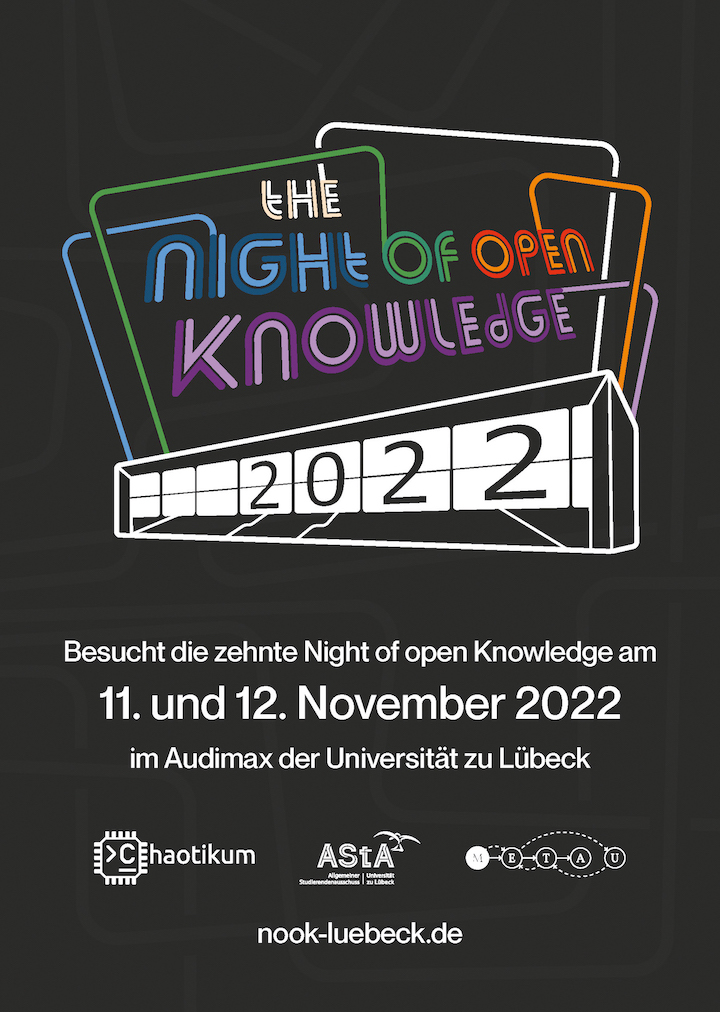 THE
NIGHT OF OPEN
KNOWLEDGE
2022
Besucht die zehnte Night of open Knowledge am
11. und 12. November 2022
im Audimax der Universität zu Lübeck
>C haotikum
AStA
Allgemeiner | Universität
Studierendenausschuss | zu Lübeck
M E T A U
nook-luebeck.de